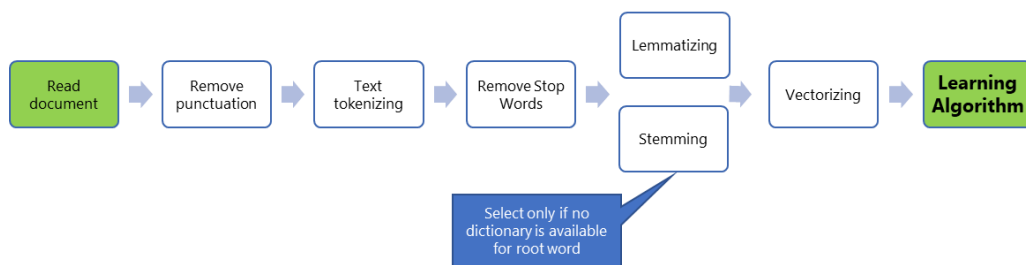 Read
document
Remove
punctuation
Text
tokenizing
Remove Stop
Words
Lemmatizing
Stemming
Vectorizing
Learning
Algorithm
Select only if no
dictionary is available
for root word